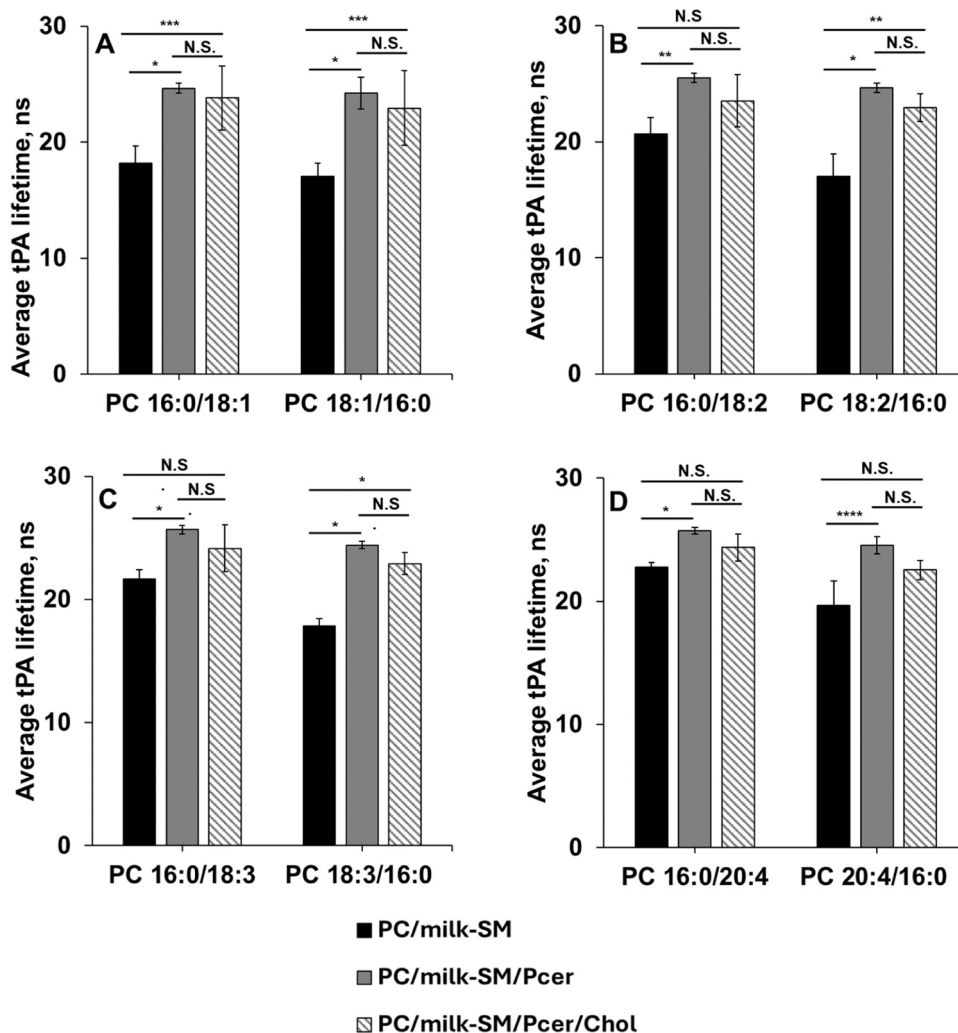 A
Average tPA lifetime, ns
30
20
10
0
***
*
N.S.
***
*
N.S.
PC 16:0/18:1
PC 18:1/16:0
B
Average tPA lifetime, ns
30
20
10
0
N.S
**
N.S.
**
*
N.S.
PC 16:0/18:2
PC 18:2/16:0
C
Average tPA lifetime, ns
30
20
10
0
N.S
*
N.S
*
*
N.S.
PC 16:0/18:3
PC 18:3/16:0
D
Average tPA lifetime, ns
30
20
10
0
N.S.
*
N.S.
N.S.
****
N.S.
PC 16:0/20:4
PC 20:4/16:0
PC/milk-SM
PC/milk-SM/Pcer
PC/milk-SM/Pcer/Chol